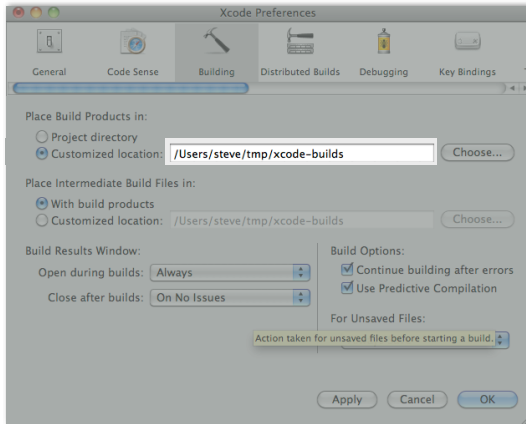 Xcode Preferences
General Code Sense Building Distributed Builds Debugging Key Bindings
Place Build Products in:
Project directory
Customized location: /Users/steve/tmp/xcode-builds Choose...
Place Intermediate Build Files in:
With build products
Customized location: /Users/steve/tmp/xcode-builds Choose...
Build Results Window:
Open during builds: Always
Close after builds: On No Issues
Build Options:
Continue building after errors
Use Predictive Compilation
For Unsaved Files:
Action taken for unsaved files before starting a build.
Apply Cancel OK